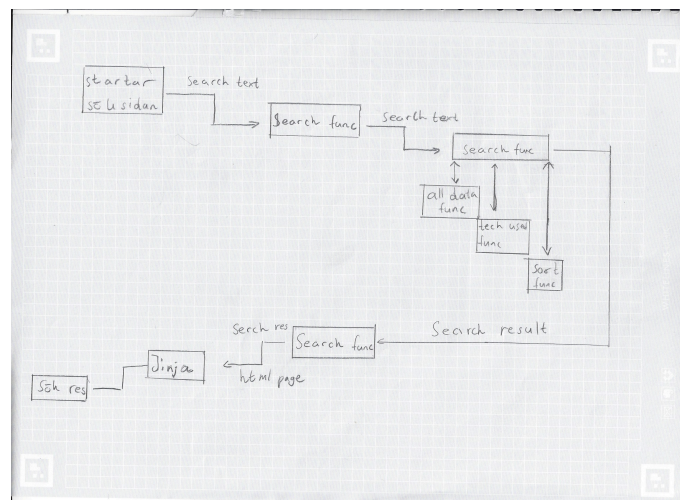 startar
söksidan
Search text
Search func
Search text
Search func
all data
func
tech used
func
Sort
func
Search result
Search func
Serch res
html page
Jinja
Sök res